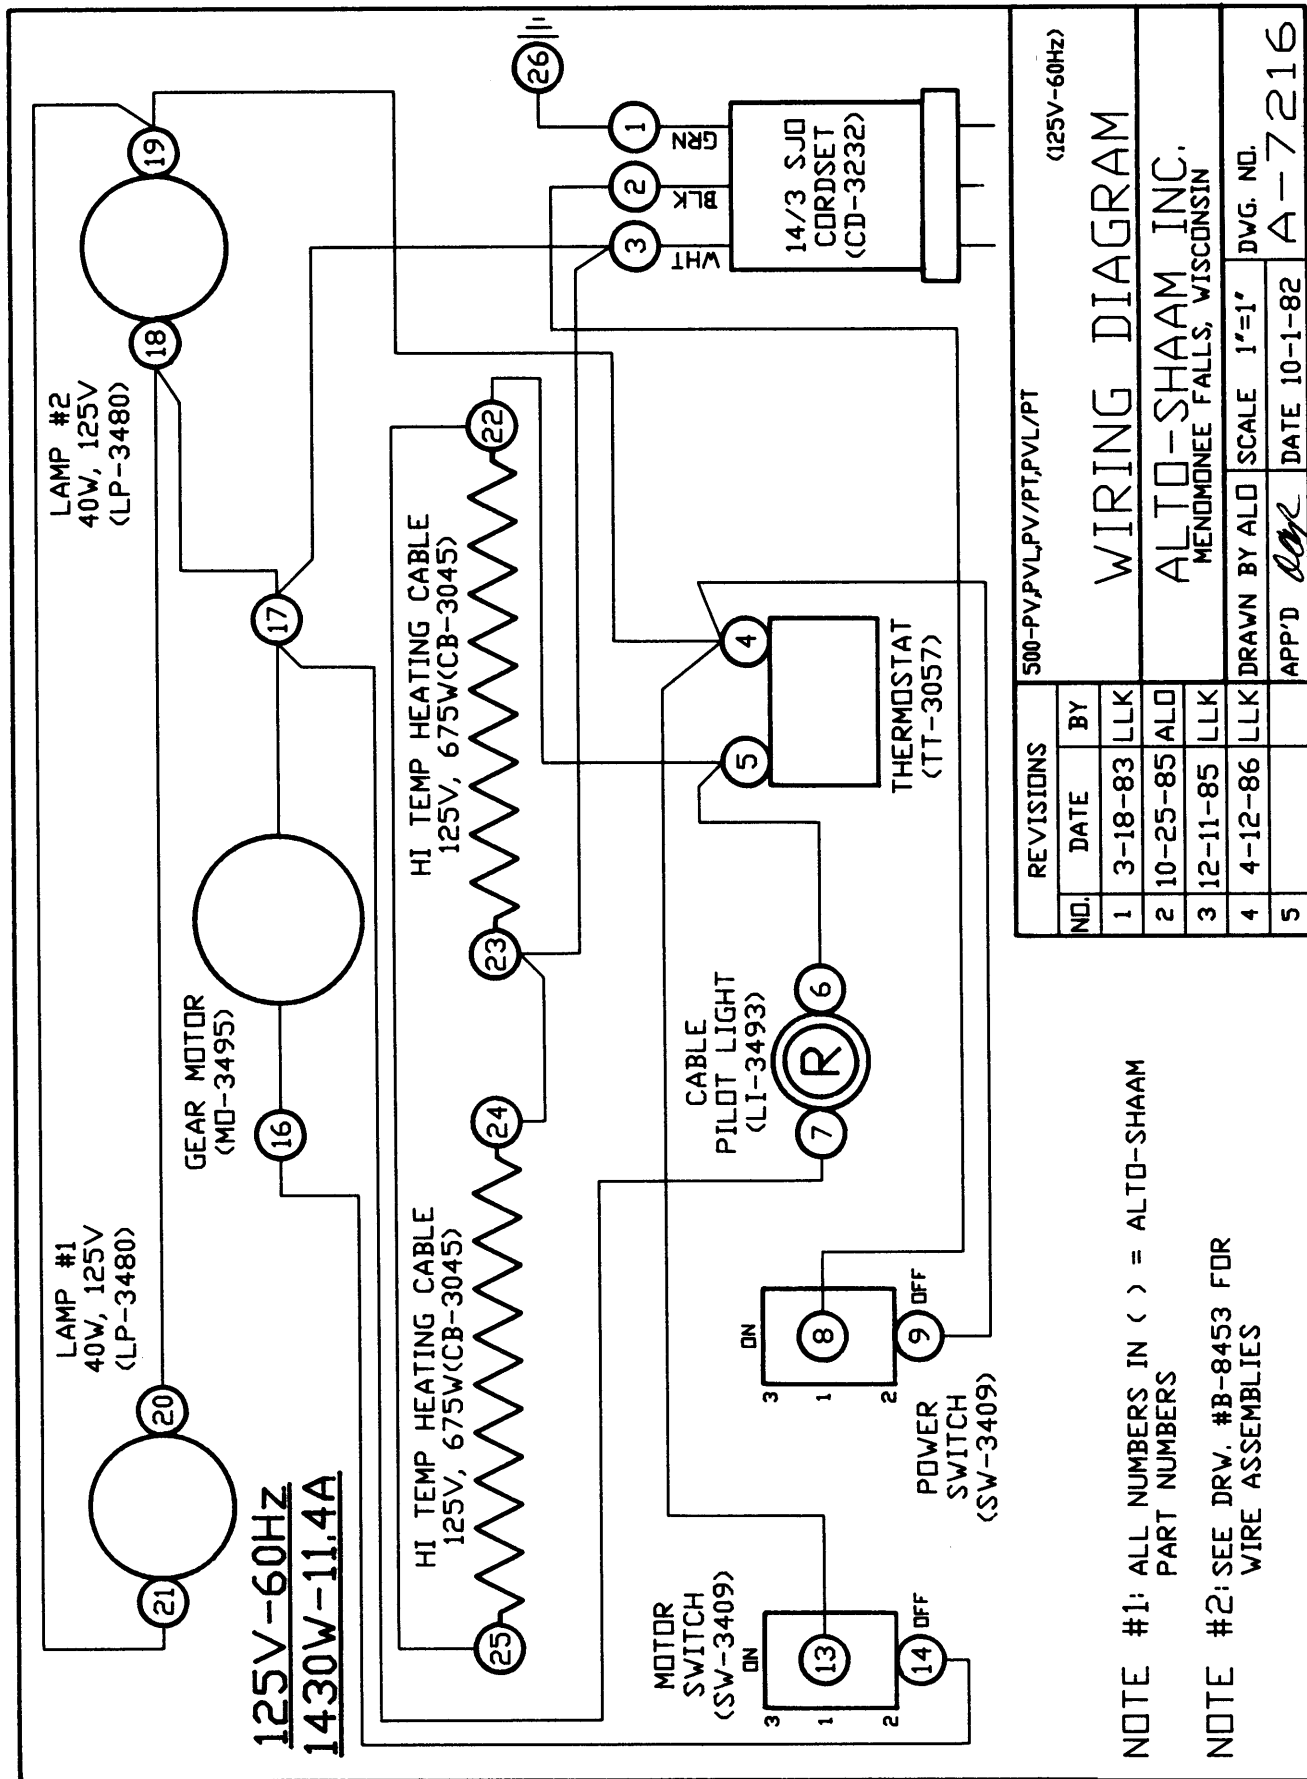 LAMP #1
40W, 125V
(LP-3480)
LAMP #2
40W, 125V
(LP-3480)
21
20
18
19
125V-60Hz
1430W-11.4A
GEAR MOTOR
(MO-3495)
16
17
HI TEMP HEATING CABLE
125V, 675W(CB-3045)
25
24
HI TEMP HEATING CABLE
125V, 675W(CB-3045)
23
22
26
1
2
3
GRN
BLK
WHT
14/3 SJO
CORDSET
(CD-3232)
MOTOR
SWITCH
(SW-3409)
ON
3
1
2
13
14
OFF
ON
3
1
2
8
9
OFF
POWER
SWITCH
(SW-3409)
CABLE
PILOT LIGHT
(LI-3493)
7
R
6
5
4
THERMOSTAT
(TT-3057)
NOTE #1: ALL NUMBERS IN ( ) = ALTO-SHAAM
PART NUMBERS
NOTE #2: SEE DRW. #B-8453 FOR
WIRE ASSEMBLIES
REVISIONS
NO. DATE BY
1 3-18-83 LLK
2 10-25-85 ALO
3 12-11-85 LLK
4 4-12-86 LLK
5
500-PV,PVL,PV/PT,PVL/PT
(125V-60Hz)
WIRING DIAGRAM
ALTO-SHAAM INC.
MENOMONEE FALLS, WISCONSIN
DRAWN BY ALO SCALE 1"=1" DWG. NO.
APP'D DATE 10-1-82 A-7216